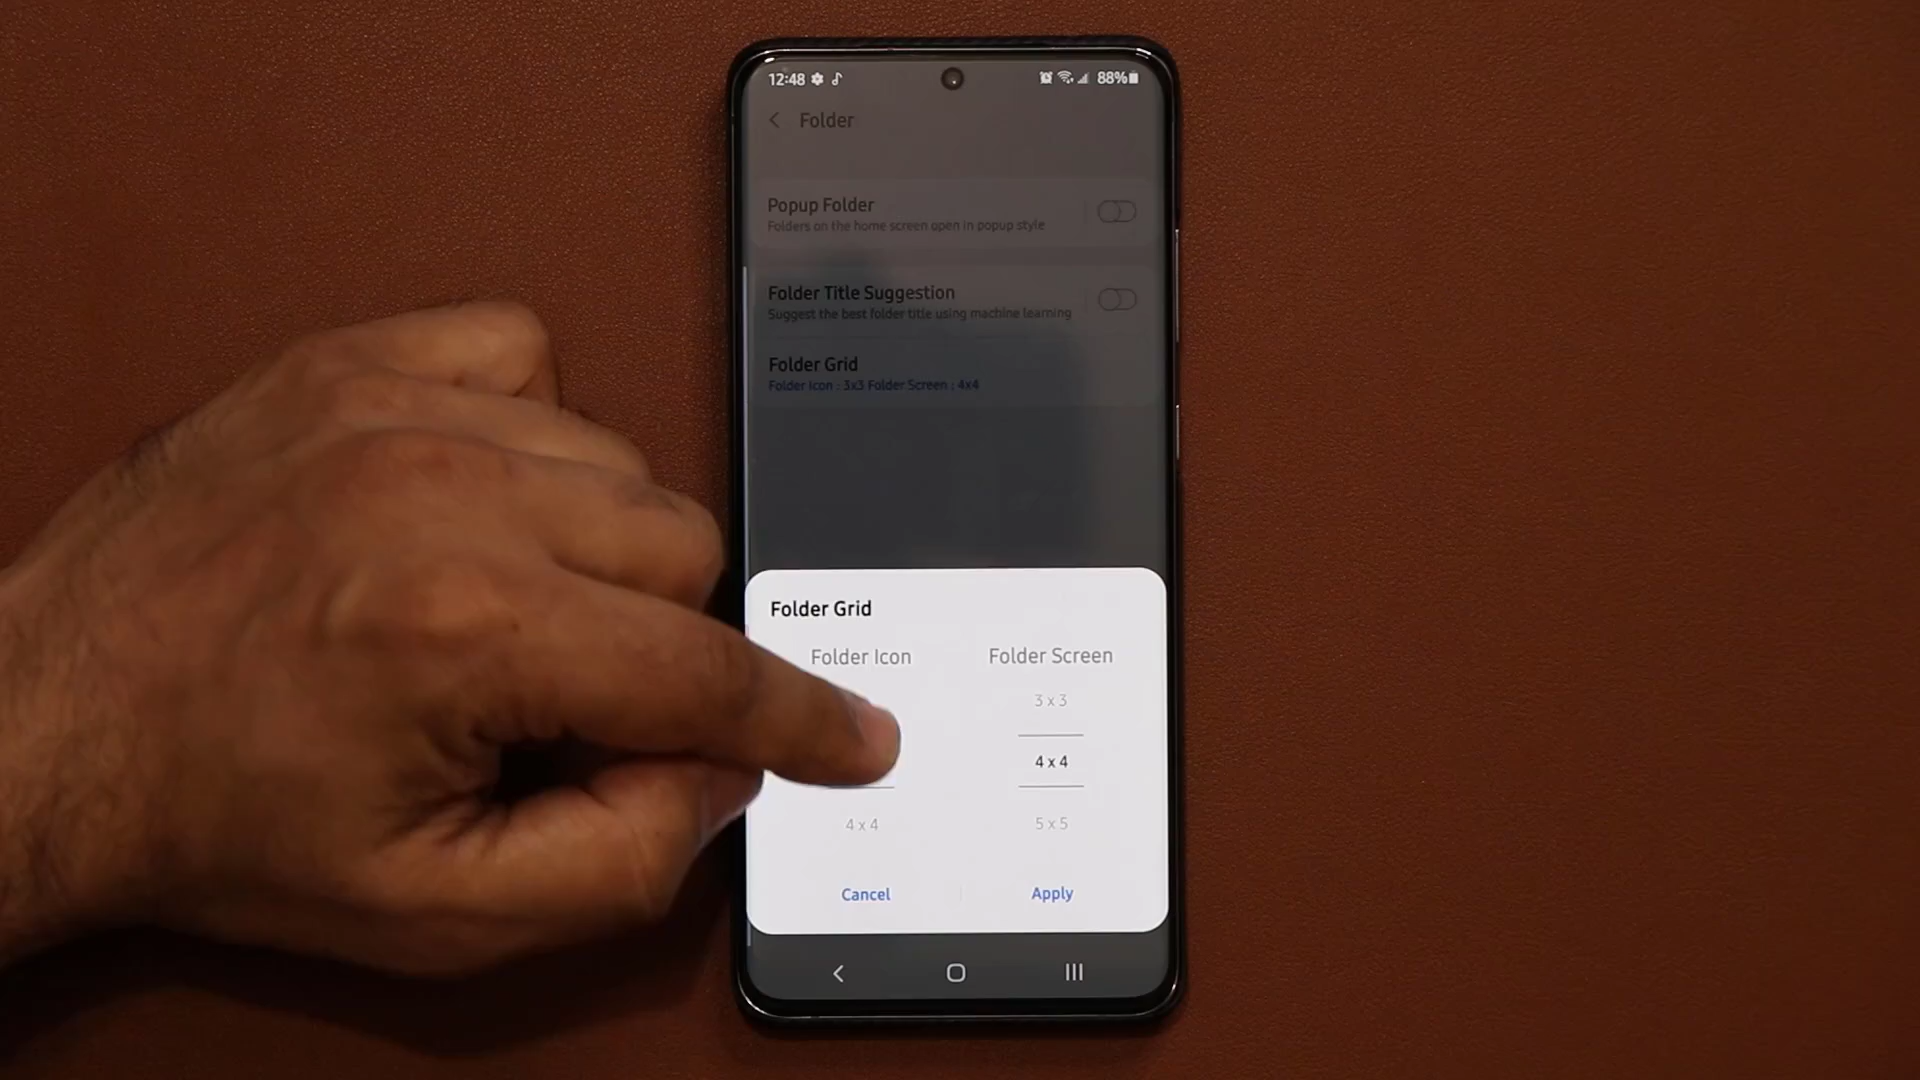 12:48 88%
Folder
Popup Folder
Folders on the home screen open in popup style
Folder Title Suggestion
Suggest the best folder title using machine learning
Folder Grid
Folder Icon : 3x3 Folder Screen : 4x4
Folder Grid
Folder Icon Folder Screen
3 x 3
4 x 4
4 x 4 5 x 5
Cancel Apply